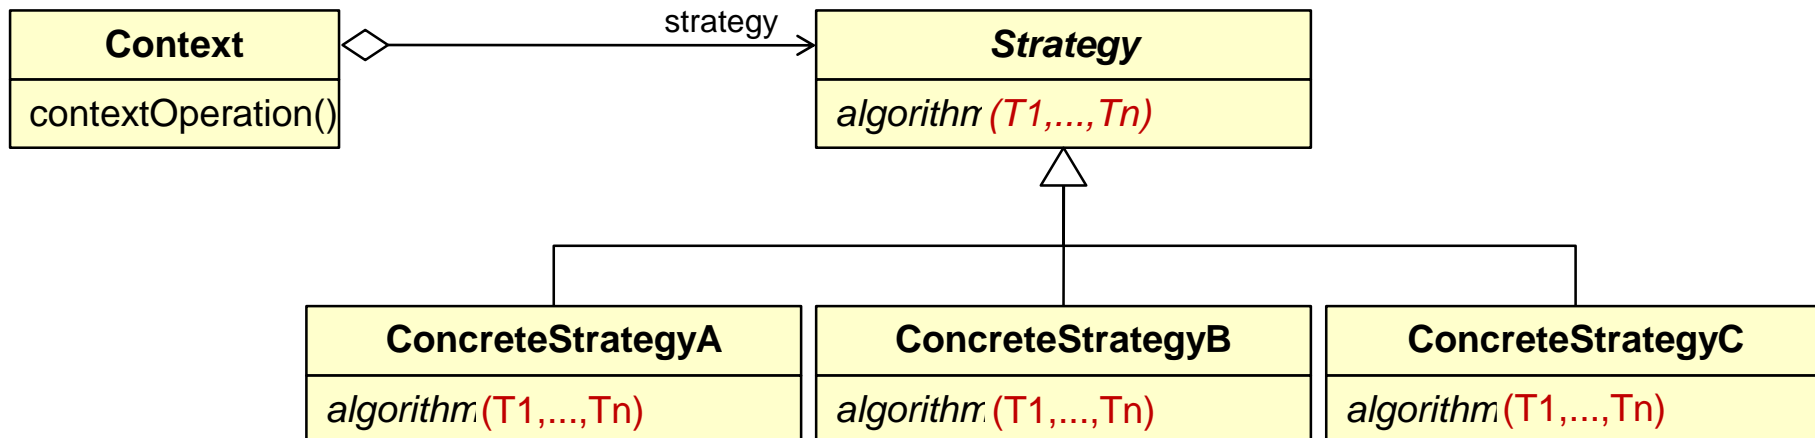 Context
contextOperation()
strategy
Strategy
algorithm(T1,...,Tn)
ConcreteStrategyA
algorithm(T1,...,Tn)
ConcreteStrategyB
algorithm(T1,...,Tn)
ConcreteStrategyC
algorithm(T1,...,Tn)